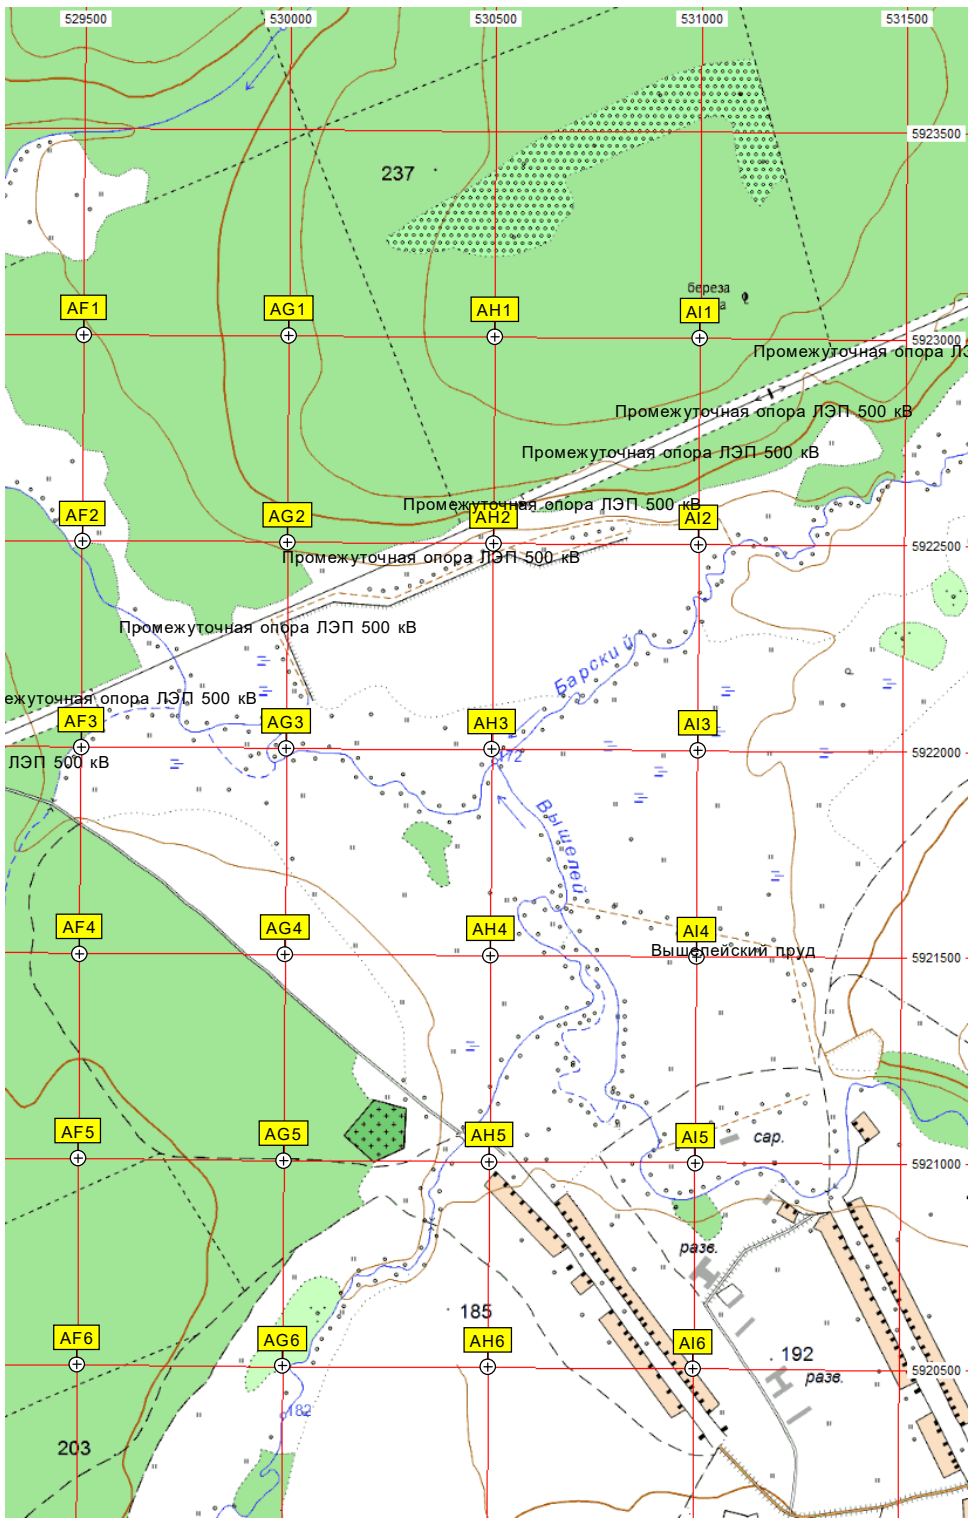 529500 530000 530500 531000 531500
5923500
237
береза
а
AF1 AG1 AH1 AI1
5923000
Промежуточная опора ЛЭ
Промежуточная опора ЛЭП 500 кВ
Промежуточная опора ЛЭП 500 кВ
Промежуточная опора ЛЭП 500 кВ
AF2 AG2 AH2 AI2
5922500
Промежуточная опора ЛЭП 500 кВ
Промежуточная опора ЛЭП 500 кВ
Барский
ежуточная опора ЛЭП 500 кВ
AF3 AG3 AH3 AI3
5922000
172
ЛЭП 500 кВ
Вышелей
AF4 AG4 AH4 AI4
Вышелейский пруд
5921500
AF5 AG5 AH5 AI5
сар.
5921000
разв.
185
AF6 AG6 AH6 AI6
192
5920500
разв.
182
203